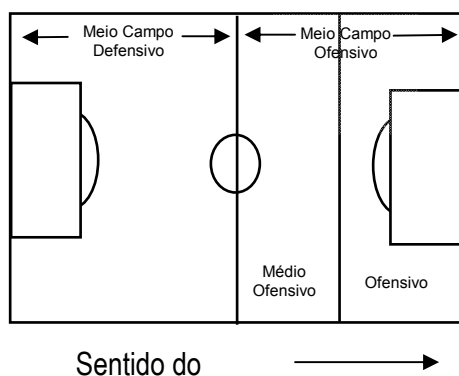 Meio Campo
Defensivo
Meio Campo
Ofensivo
Médio
Ofensivo
Ofensivo
Sentido do